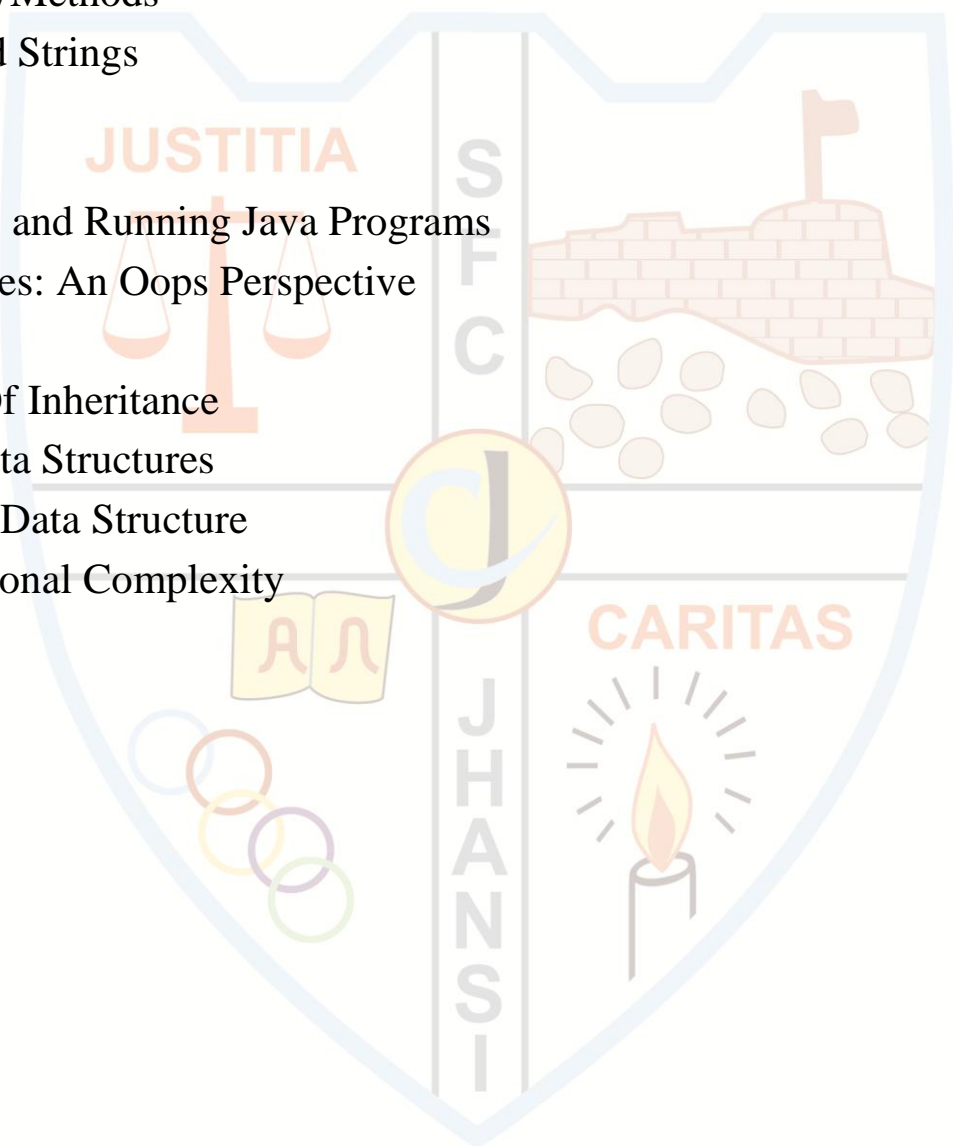 Methods
d Strings
JUSTITIA
S
and Running Java Programs
F
es: An Oops Perspective
C
Of Inheritance
ta Structures
Data Structure
onal Complexity
CARITAS
J
H
A
N
S
I